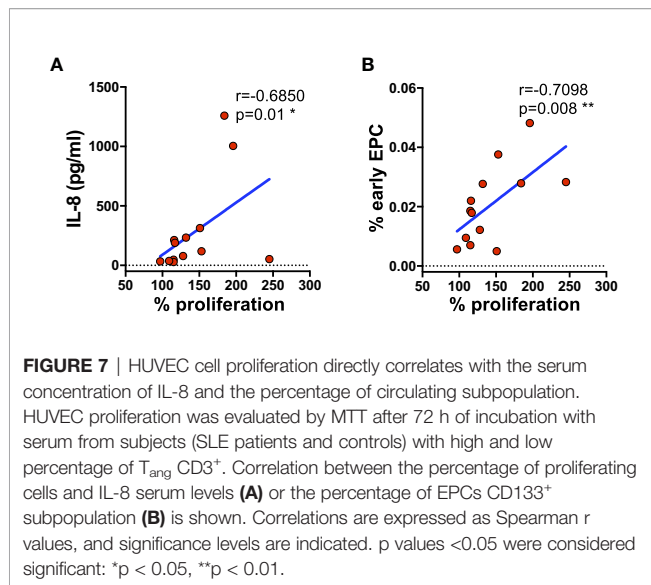 A
r=-0.6850
p=0.01 *
IL-8 (pg/ml)
1500
1000
500
0
50 100 150 200 250 300
% proliferation
B
r=-0.7098
p=0.008 **
% early EPC
0.06
0.04
0.02
0.00
50 100 150 200 250 300
% proliferation
FIGURE 7 | HUVEC cell proliferation directly correlates with the serum
concentration of IL-8 and the percentage of circulating subpopulation.
HUVEC proliferation was evaluated by MTT after 72 h of incubation with
serum from subjects (SLE patients and controls) with high and low
percentage of Tang CD3⁺. Correlation between the percentage of proliferating
cells and IL-8 serum levels (A) or the percentage of EPCs CD133⁺
subpopulation (B) is shown. Correlations are expressed as Spearman r
values, and significance levels are indicated. p values <0.05 were considered
significant: *p < 0.05, **p < 0.01.